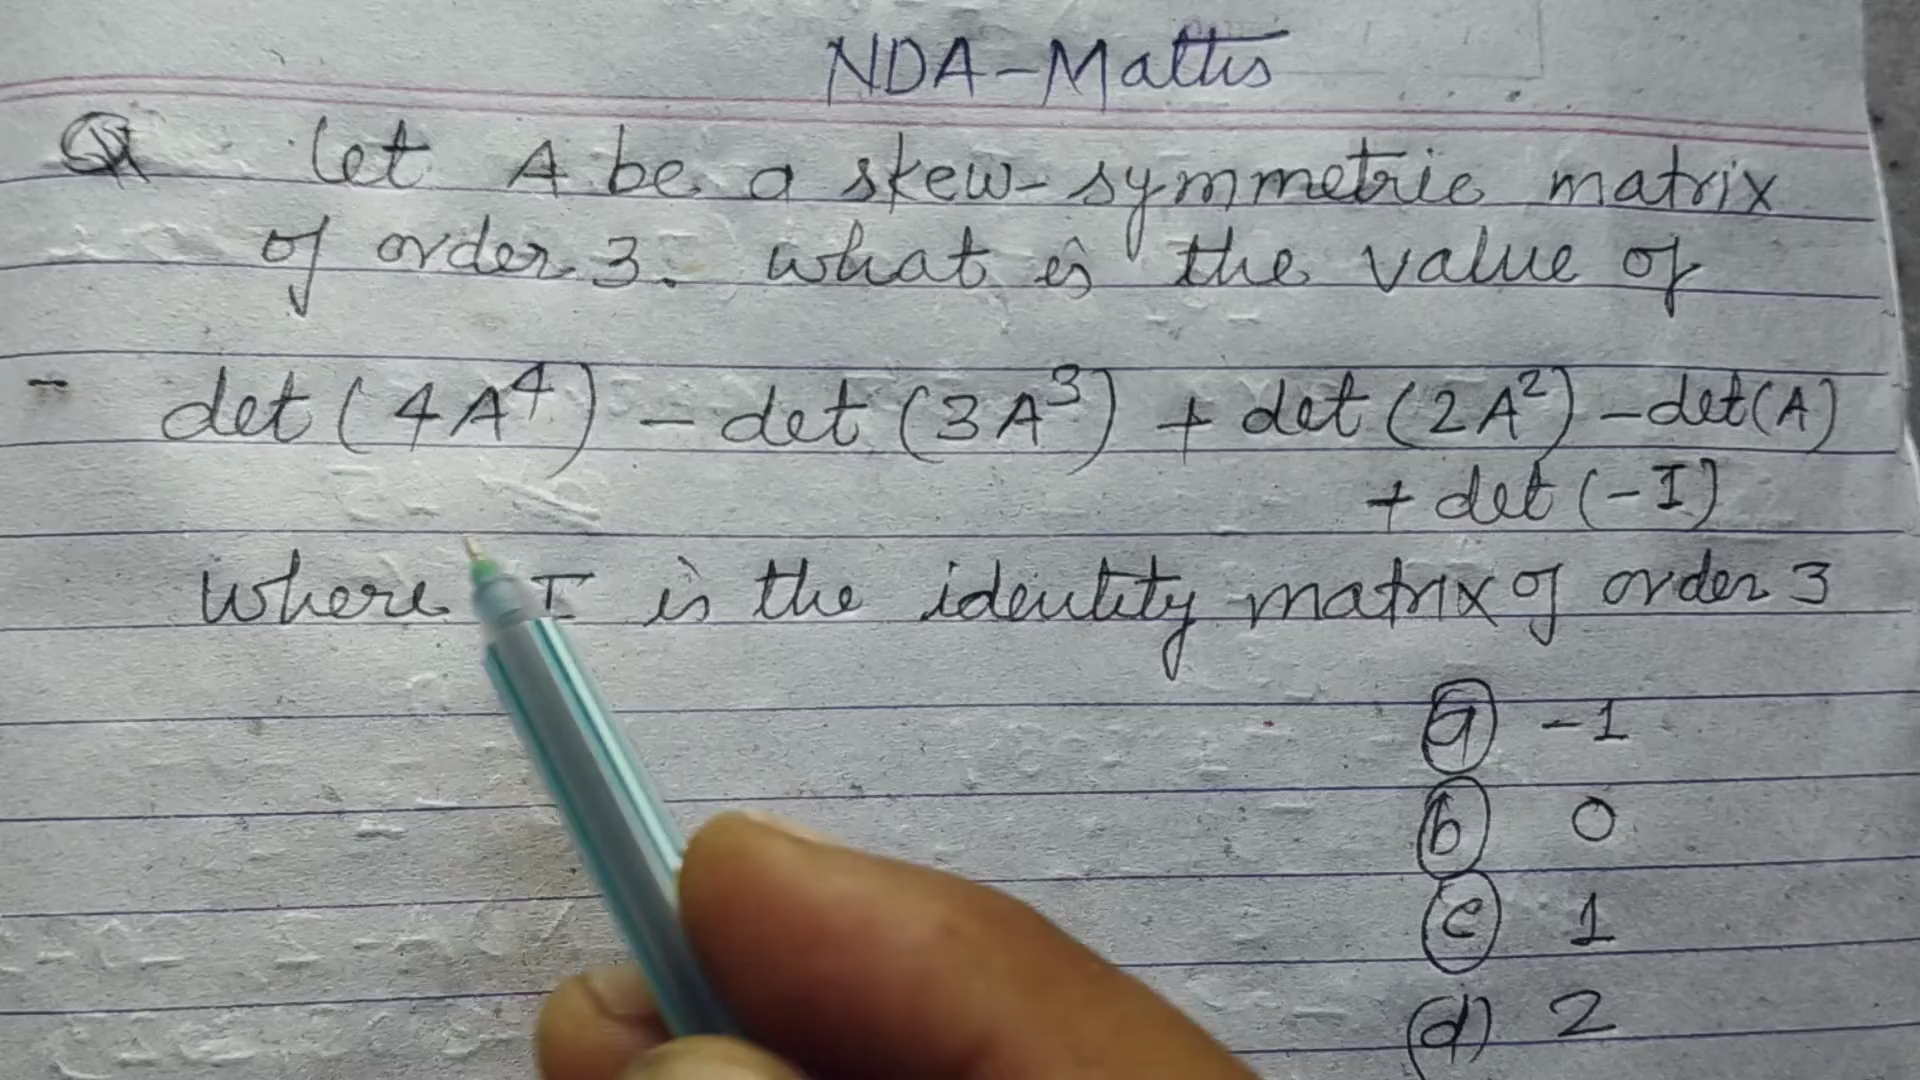 NDA-Maths
Q Let A be a skew-symmetric matrix
of order 3. what is the value of
det (4A⁴) - det (3A³) + det (2A²) - det(A)
+ det (-I)
where I is the identity matrix of order 3
(a) -1
(b) 0
(c) 1
(d) 2